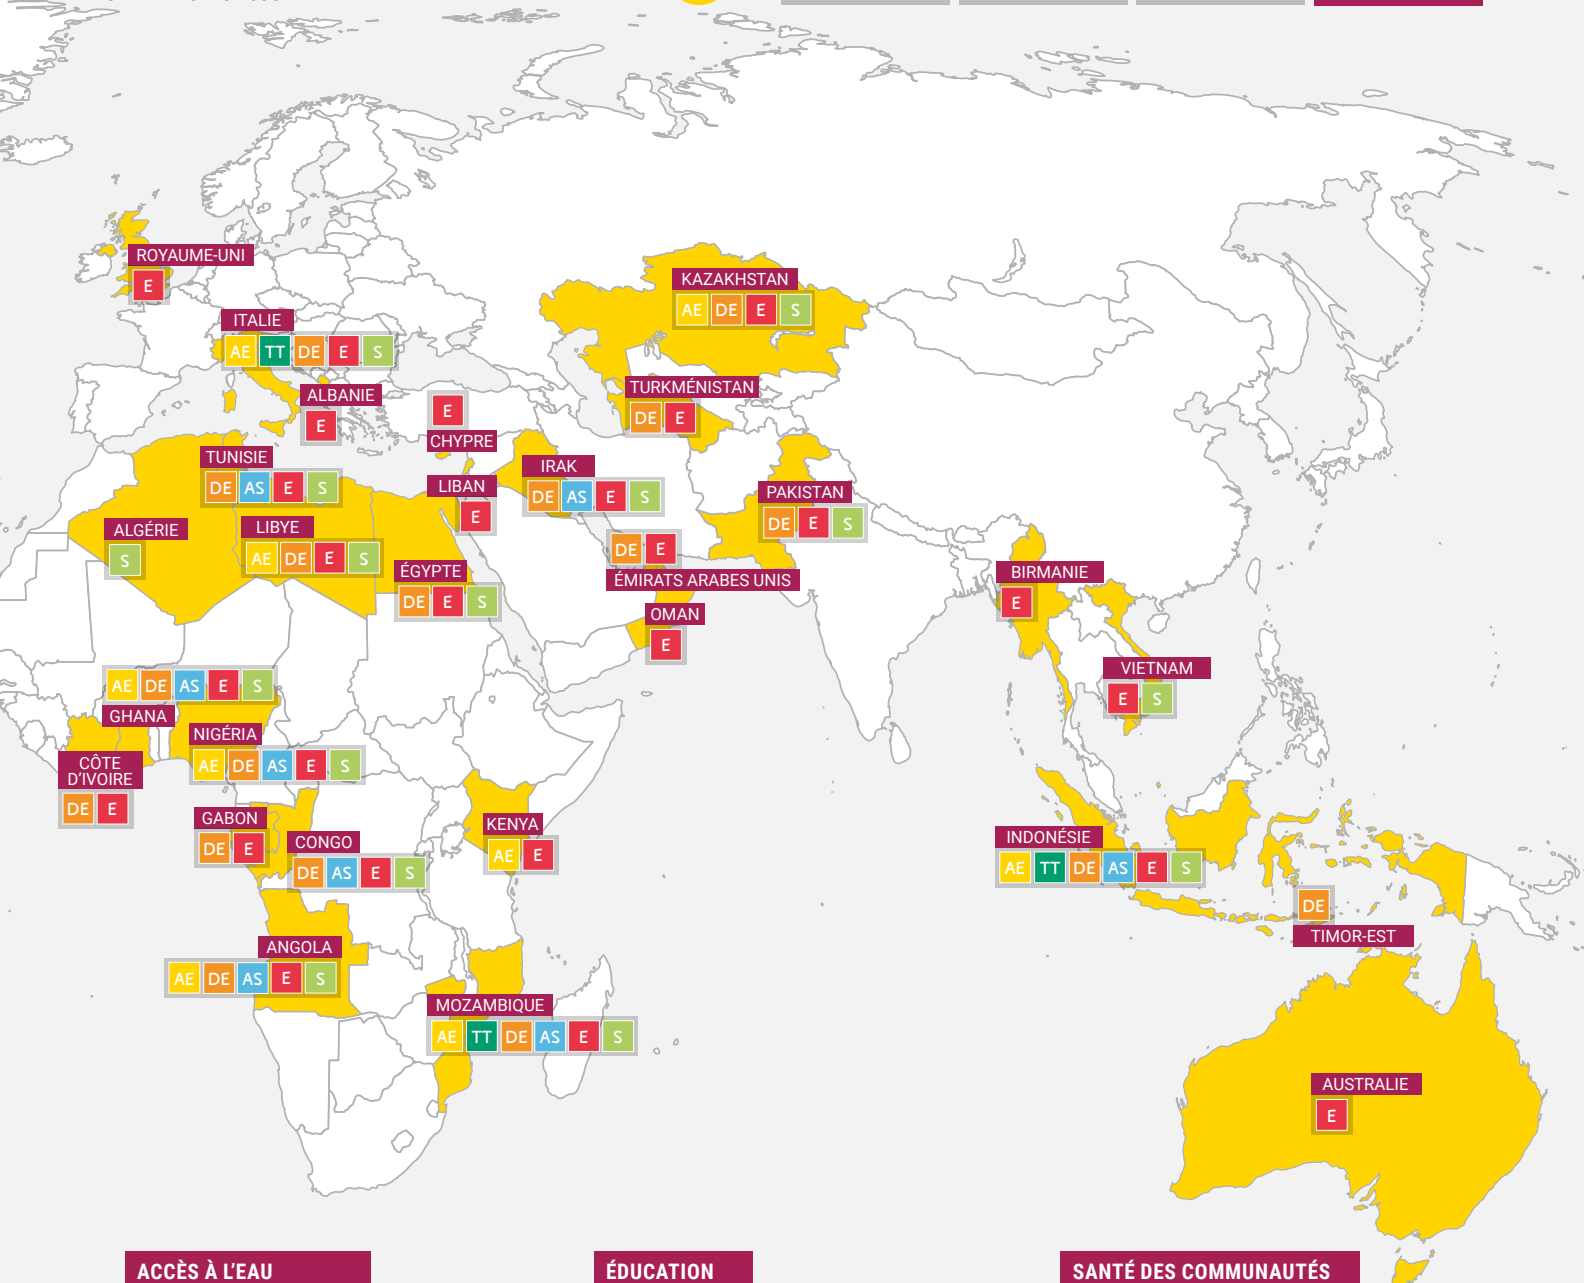 ROYAUME-UNI
E
KAZAKHSTAN
AE DE E S
ITALIE
AE TT DE E S
TURKMÉNISTAN
DE E
ALBANIE
E
E
CHYPRE
TUNISIE
DE AS E S
IRAK
DE AS E S
LIBAN
E
PAKISTAN
DE E S
ALGÉRIE
S
LIBYE
AE DE E S
DE E
ÉMIRATS ARABES UNIS
ÉGYPTE
DE E S
BIRMANIE
E
OMAN
E
VIETNAM
E S
AE DE AS E S
GHANA
NIGÉRIA
AE DE AS E S
CÔTE
D'IVOIRE
DE E
GABON
DE E
CONGO
DE AS E S
KENYA
AE E
INDONÉSIE
AE TT DE AS E S
DE
TIMOR-EST
ANGOLA
AE DE AS E S
MOZAMBIQUE
AE TT DE AS E S
AUSTRALIE
E
ACCÈS À L'EAU
ÉDUCATION
SANTÉ DES COMMUNAUTÉS